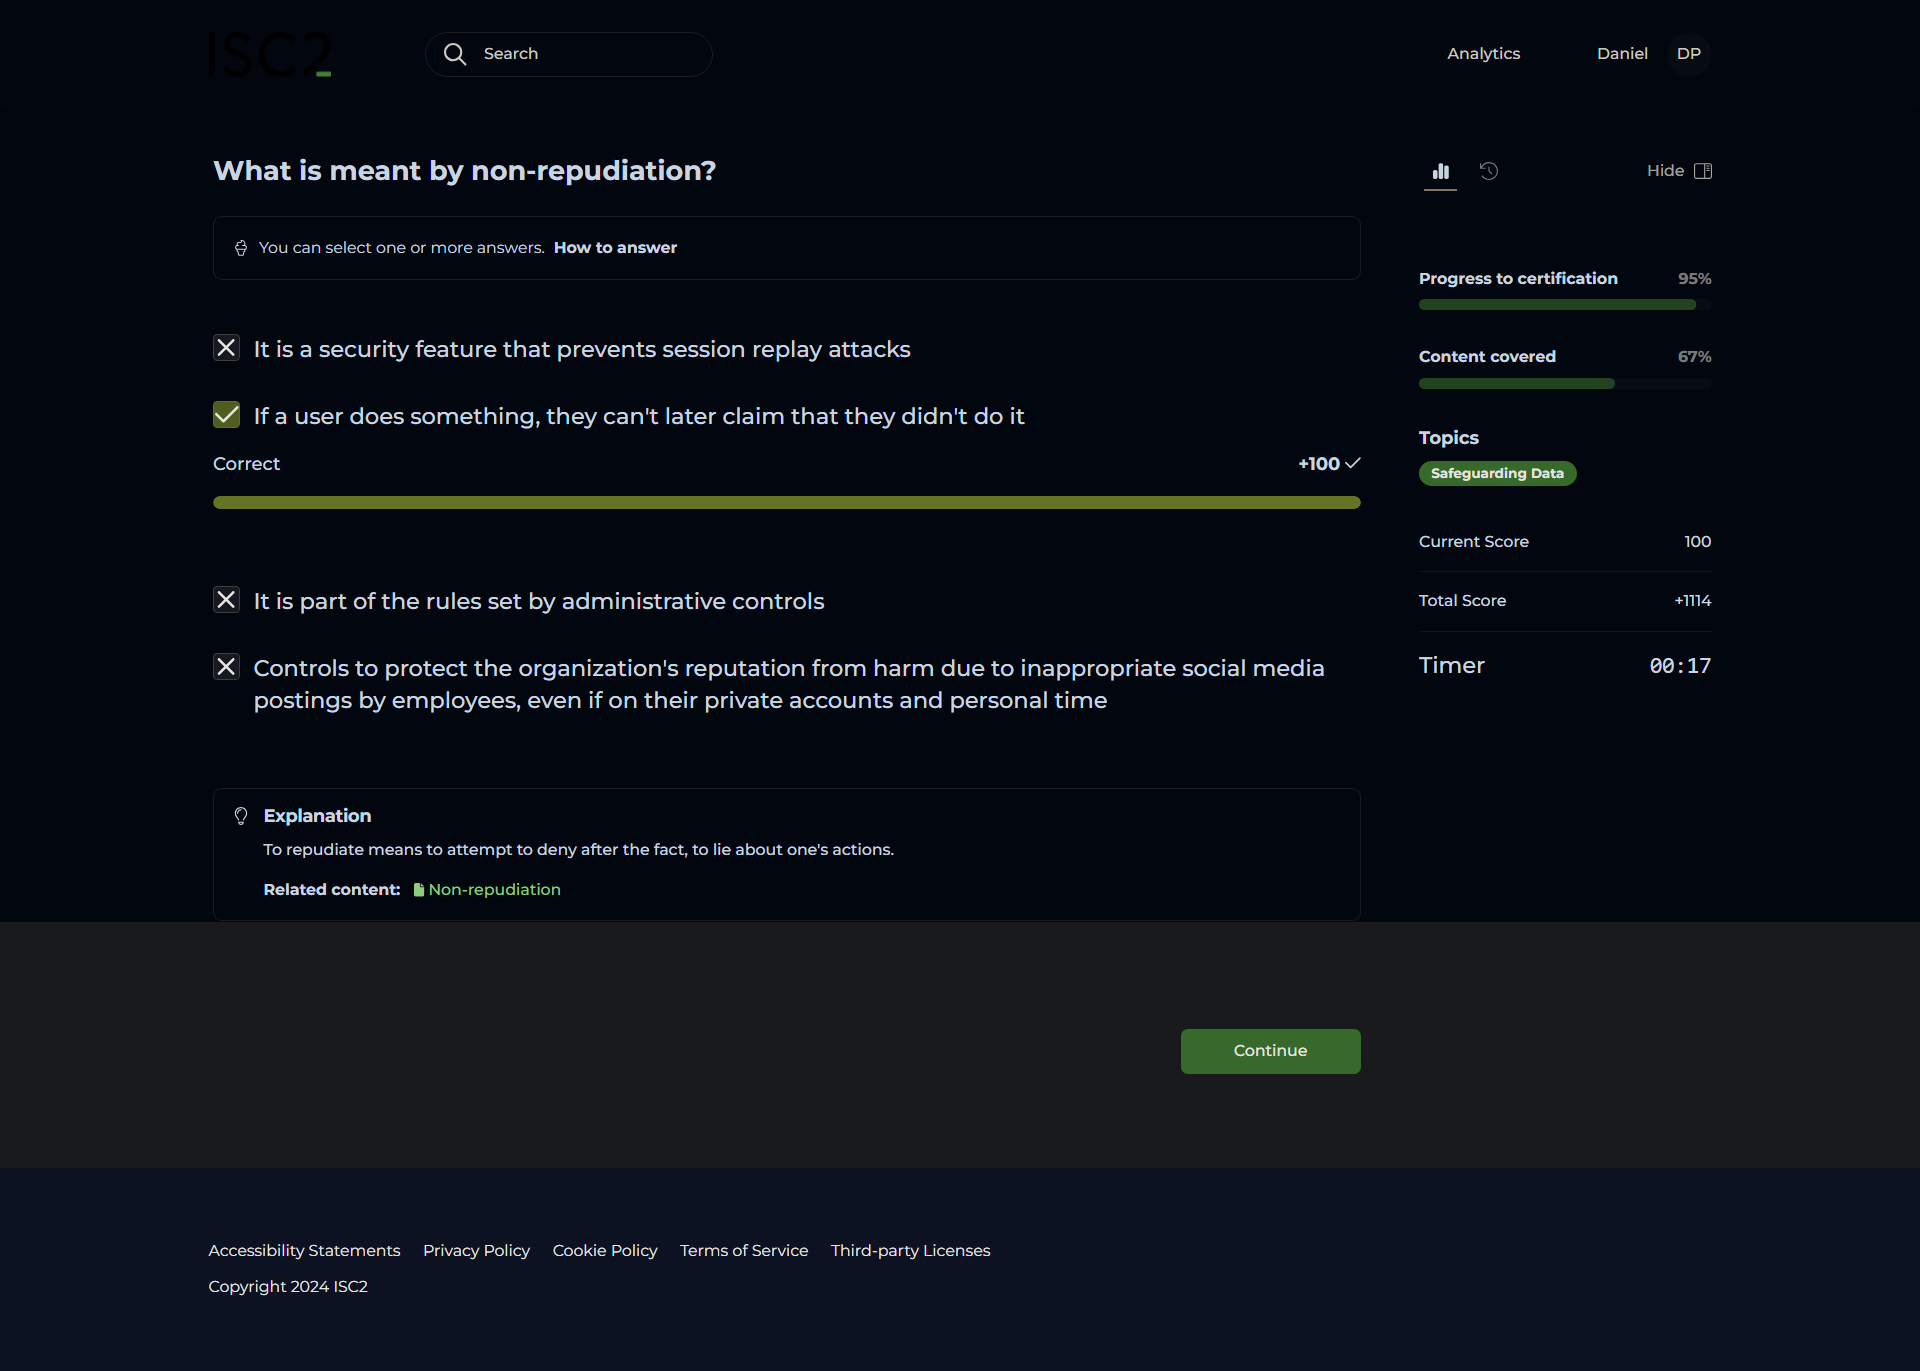 ISC2
Search
Analytics
Daniel
DP
What is meant by non-repudiation?
Hide
You can select one or more answers. How to answer
Progress to certification 95%
Content covered 67%
Topics
Safeguarding Data
Current Score 100
Total Score +1114
Timer 00:17
It is a security feature that prevents session replay attacks
If a user does something, they can't later claim that they didn't do it
Correct +100
It is part of the rules set by administrative controls
Controls to protect the organization's reputation from harm due to inappropriate social media
postings by employees, even if on their private accounts and personal time
Explanation
To repudiate means to attempt to deny after the fact, to lie about one's actions.
Related content: Non-repudiation
Continue
Accessibility Statements Privacy Policy Cookie Policy Terms of Service Third-party Licenses
Copyright 2024 ISC2